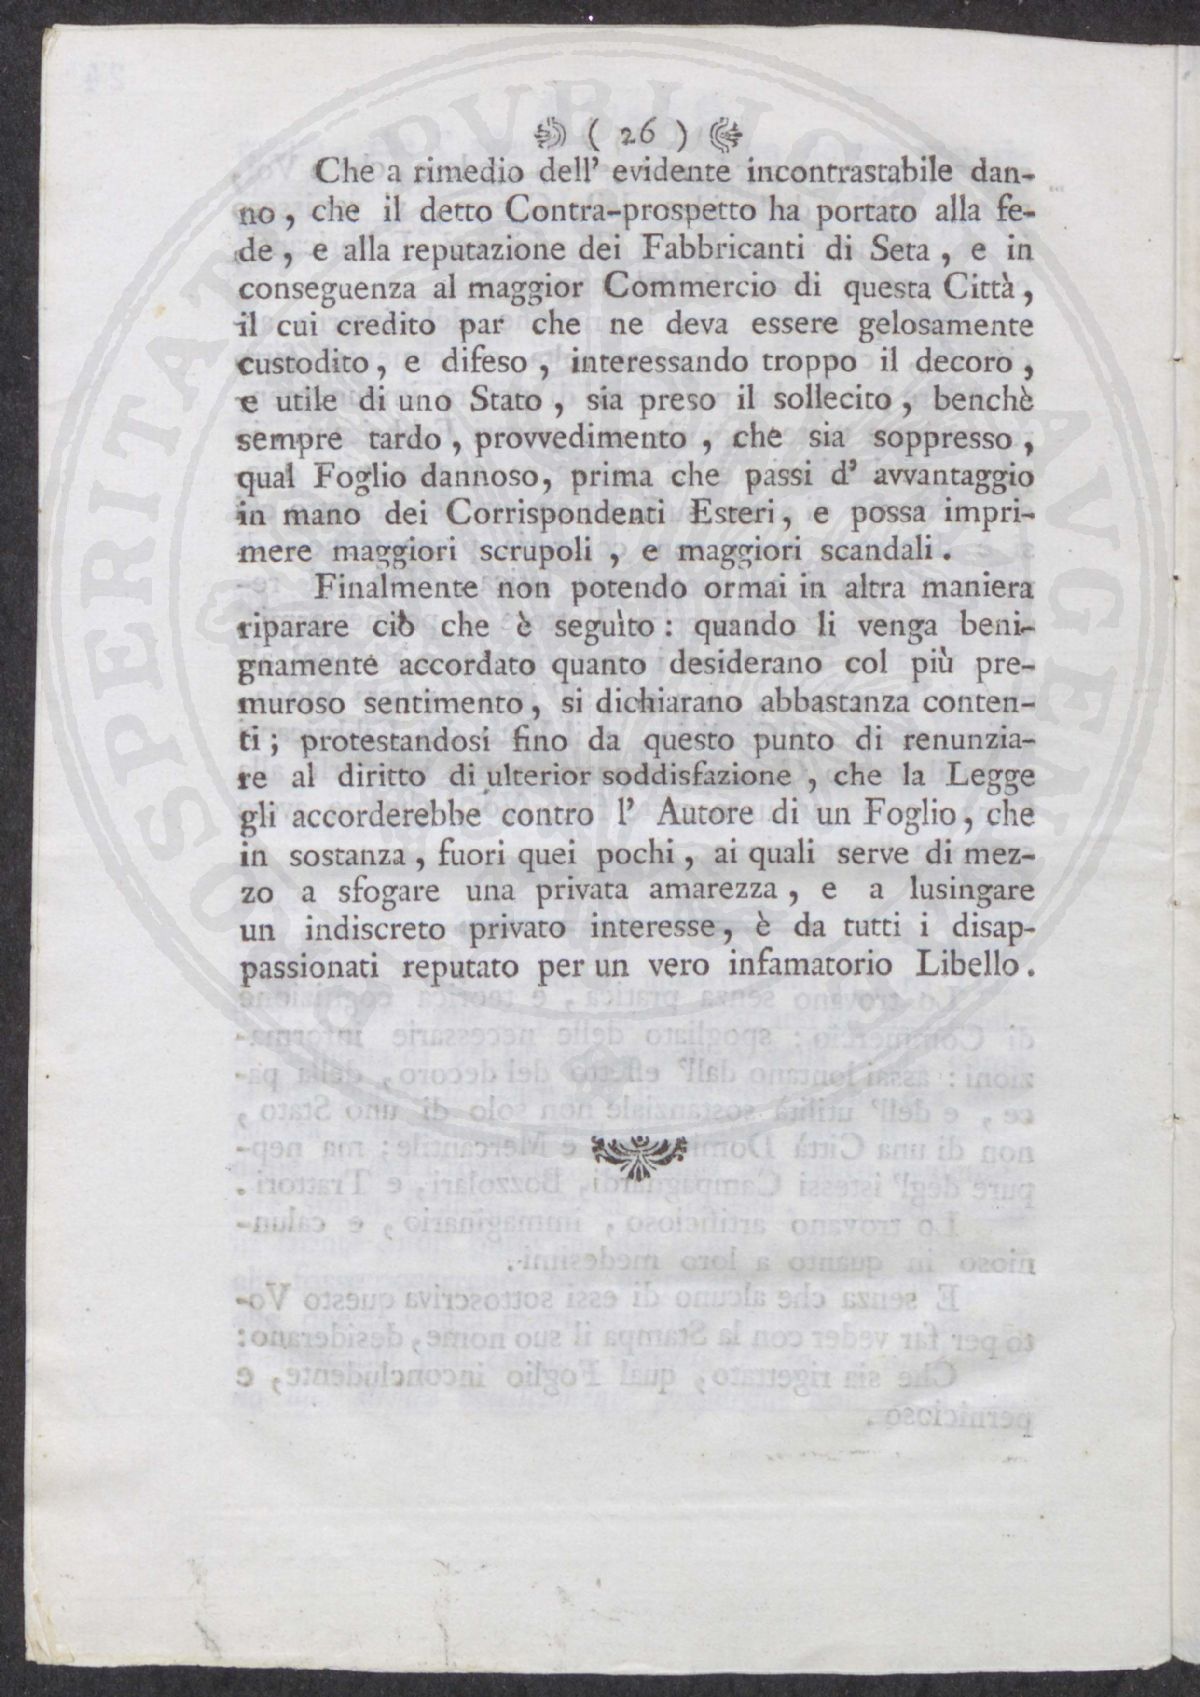 ( 26 )
Che a rimedio dell' evidente incontrastabile dan-
no, che il detto Contra-prospetto ha portato alla fe-
de, e alla reputazione dei Fabbricanti di Seta, e in
conseguenza al maggior Commercio di questa Città,
il cui credito par che ne deva essere gelosamente
custodito, e difeso, interessando troppo il decoro,
e utile di uno Stato, sia preso il sollecito, benchè
sempre tardo, provvedimento, che sia soppresso,
qual Foglio dannoso, prima che passi d' avvantaggio
in mano dei Corrispondenti Esteri, e possa impri-
mere maggiori scrupoli, e maggiori scandali.
Finalmente non potendo ormai in altra maniera
riparare ciò che è seguìto: quando li venga beni-
gnamente accordato quanto desiderano col più pre-
muroso sentimento, si dichiarano abbastanza conten-
ti; protestandosi fino da questo punto di renunzia-
re al diritto di ulterior soddisfazione, che la Legge
gli accorderebbe contro l' Autore di un Foglio, che
in sostanza, fuori quei pochi, ai quali serve di mez-
zo a sfogare una privata amarezza, e a lusingare
un indiscreto privato interesse, è da tutti i disap-
passionati reputato per un vero infamatorio Libello.